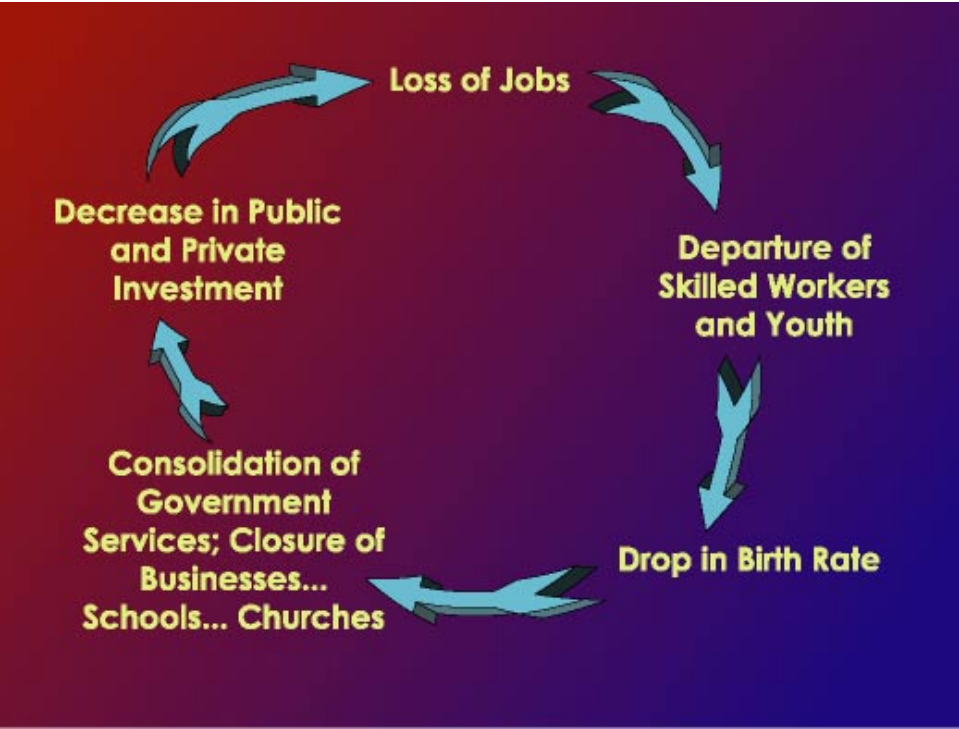 Loss of Jobs
Departure of
Skilled Workers
and Youth
Drop in Birth Rate
Consolidation of
Government
Services; Closure of
Businesses...
Schools... Churches
Decrease in Public
and Private
Investment